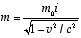 m = m₀i / √(1 - v² / c²)